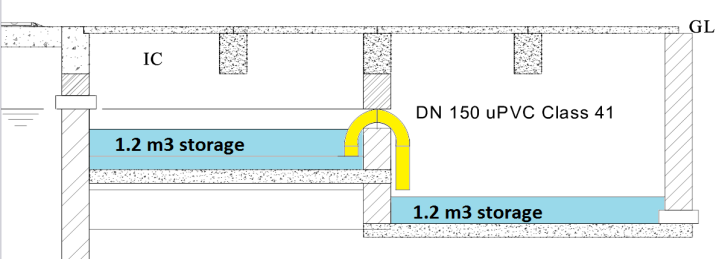 GL
IC
DN 150 uPVC Class 41
1.2 m3 storage
1.2 m3 storage